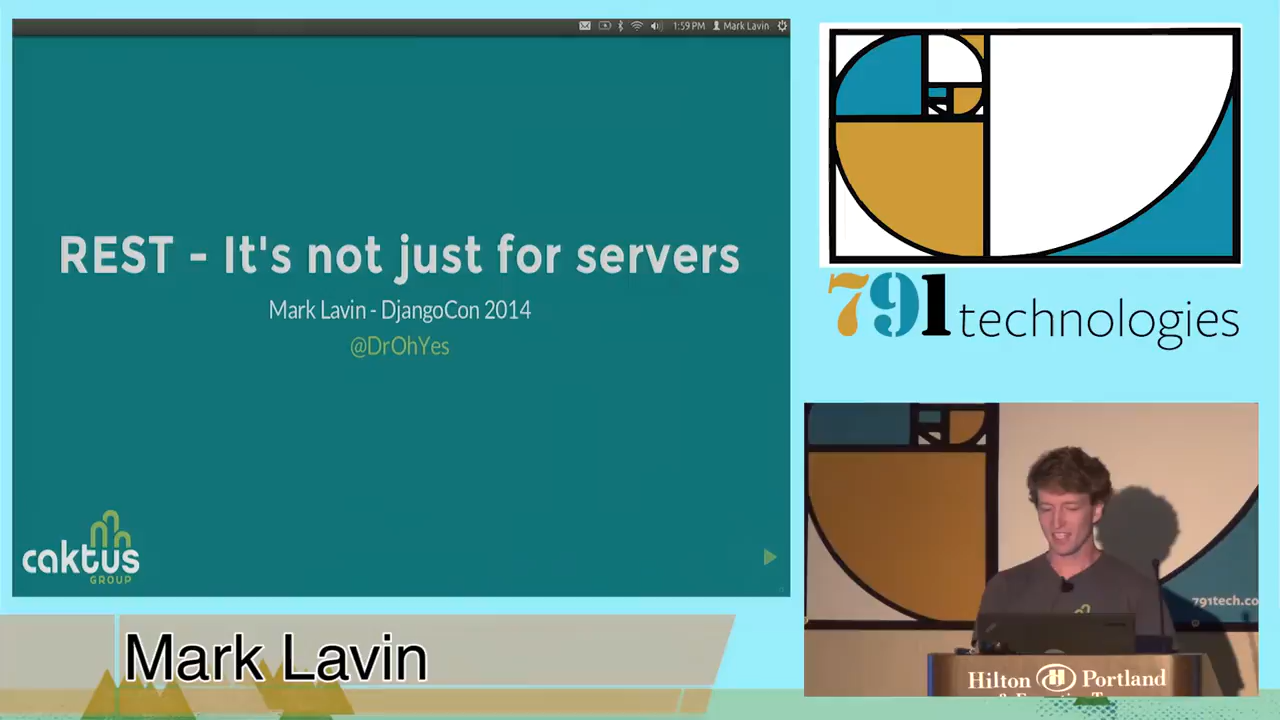 1:59 PM Mark Lavin
REST - It's not just for servers
Mark Lavin - DjangoCon 2014
@DrOhYes
caktus
GROUP
791 technologies
791tech.co
Hilton Portland
Mark Lavin